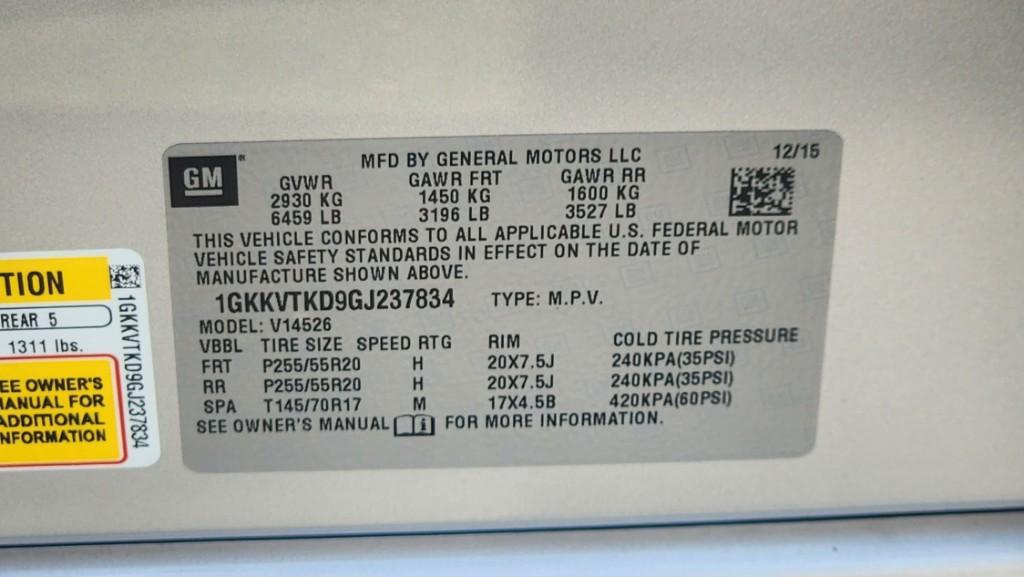 GM
MFD BY GENERAL MOTORS LLC
12/15
GVWR GAWR FRT GAWR RR
2930 KG 1450 KG 1600 KG
6459 LB 3196 LB 3527 LB
THIS VEHICLE CONFORMS TO ALL APPLICABLE U.S. FEDERAL MOTOR
VEHICLE SAFETY STANDARDS IN EFFECT ON THE DATE OF
MANUFACTURE SHOWN ABOVE.
1GKKVTKD9GJ237834 TYPE: M.P.V.
MODEL: V14526
VBBL TIRE SIZE SPEED RTG RIM COLD TIRE PRESSURE
FRT P255/55R20 H 20X7.5J 240KPA(35PSI)
RR P255/55R20 H 20X7.5J 240KPA(35PSI)
SPA T145/70R17 M 17X4.5B 420KPA(60PSI)
SEE OWNER'S MANUAL FOR MORE INFORMATION.
TION
REAR 5
1311 lbs.
EE OWNER'S
ANUAL FOR
ADDITIONAL
NFORMATION
1GKKVTKD9GJ237834